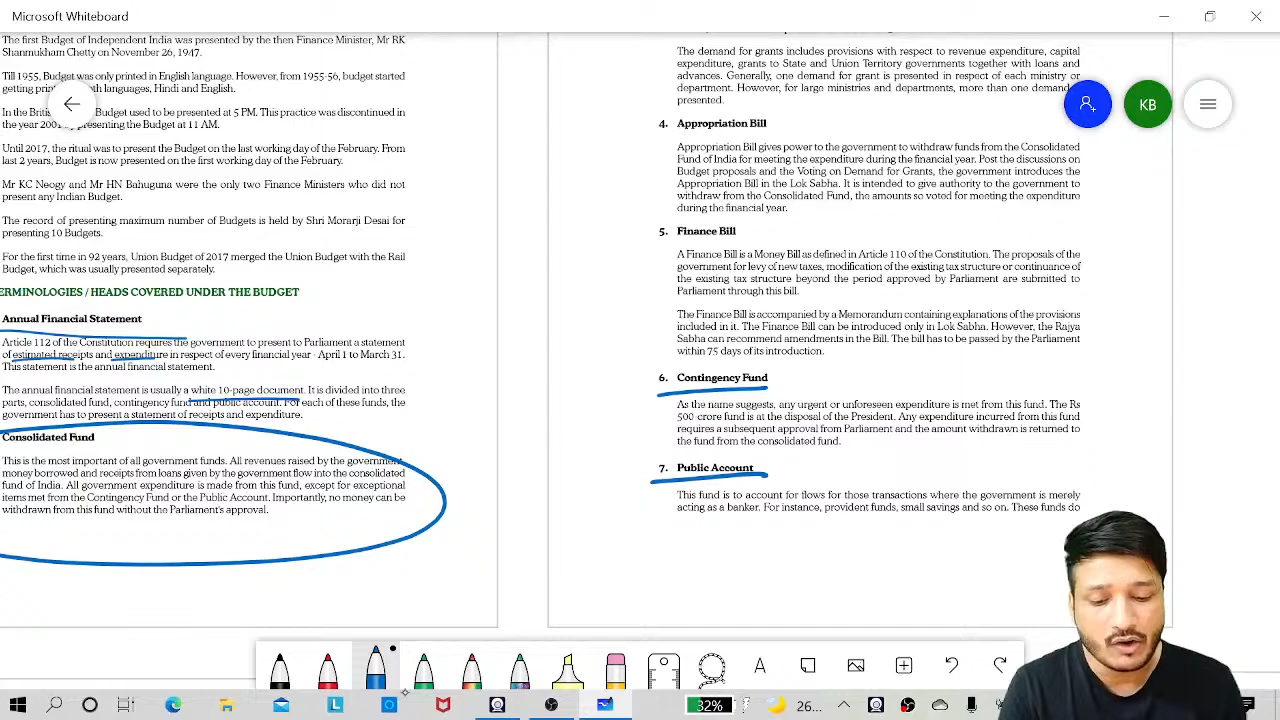 Microsoft Whiteboard
The first Budget of Independent India was presented by the then Finance Minister, Mr RK
Shanmukham Chetty on November 26, 1947.
Till 1955, Budget was only printed in English language. However, from 1955-56, budget started
getting languages, Hindi and English.
In the Budget used to be presented at 5 PM. This practice was discontinued in
the year presenting the Budget at 11 AM.
Until 2017, the ritual was to present the Budget on the last working day of the February. From
last 2 years, Budget is now presented on the first working day of the February.
Mr KC Neogy and Mr HN Bahuguna were the only two Finance Ministers who did not
present any Indian Budget.
The record of presenting maximum number of Budgets is held by Shri Morarji Desai for
presenting 10 Budgets.
For the first time in 92 years, Union Budget of 2017 merged the Union Budget with the Rail
Budget, which was usually presented separately.
ERMINOLOGIES / HEADS COVERED UNDER THE BUDGET
Annual Financial Statement
Article 112 of the Constitution requires the government to present to Parliament a statement
of estimated receipts and expenditure in respect of every financial year - April 1 to March 31.
This statement is the annual financial statement.
The annual financial statement is usually a white 10-page document. It is divided into three
parts, consolidated fund, contingency fund and public account. For each of these funds, the
government has to present a statement of receipts and expenditure.
Consolidated Fund
This is the most important of all government funds. All revenues raised by the government,
money borrowed and receipts from loans given by the government flow into the consolidated
fund of India. All government expenditure is made from this fund, except for exceptional
items met from the Contingency Fund or the Public Account. Importantly, no money can be
withdrawn from this fund without the Parliament's approval.
The demand for grants includes provisions with respect to revenue expenditure, capital
expenditure, grants to State and Union Territory governments together with loans and
advances. Generally, one demand for grant is presented in respect of each ministry or
department. However, for large ministries and departments, more than one demand
presented.
4. Appropriation Bill
Appropriation Bill gives power to the government to withdraw funds from the Consolidated
Fund of India for meeting the expenditure during the financial year. Post the discussions on
Budget proposals and the Voting on Demand for Grants, the government introduces the
Appropriation Bill in the Lok Sabha. It is intended to give authority to the government to
withdraw from the Consolidated Fund, the amounts so voted for meeting the expenditure
during the financial year.
5. Finance Bill
A Finance Bill is a Money Bill as defined in Article 110 of the Constitution. The proposals of the
government for levy of new taxes, modification of the existing tax structure or continuance of
the existing tax structure beyond the period approved by Parliament are submitted to
Parliament through this bill.
The Finance Bill is accompanied by a Memorandum containing explanations of the provisions
included in it. The Finance Bill can be introduced only in Lok Sabha. However, the Rajya
Sabha can recommend amendments in the Bill. The bill has to be passed by the Parliament
within 75 days of its introduction.
6. Contingency Fund
As the name suggests, any urgent or unforeseen expenditure is met from this fund. The Rs
500 crore fund is at the disposal of the President. Any expenditure incurred from this fund
requires a subsequent approval from Parliament and the amount withdrawn is returned to
the fund from the consolidated fund.
7. Public Account
This fund is to account for flows for those transactions where the government is merely
acting as a banker. For instance, provident funds, small savings and so on. These funds do
KB
A
L
32%
26...